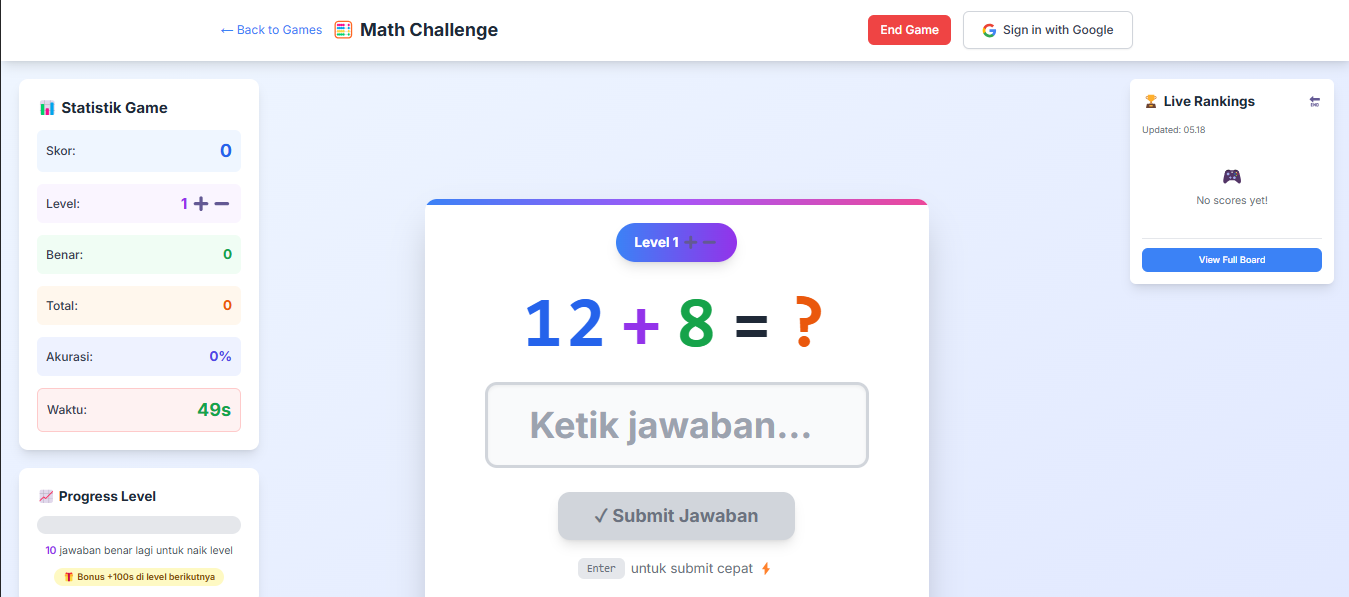 ← Back to Games 🧮 Math Challenge
End Game
Sign in with Google
📊 Statistik Game
Skor: 0
Level: 1 ➕➖
Benar: 0
Total: 0
Akurasi: 0%
Waktu: 49s
📈 Progress Level
10 jawaban benar lagi untuk naik level
🎁 Bonus +100s di level berikutnya
Level 1 ➕➖
12 + 8 = ?
Ketik jawaban...
✓ Submit Jawaban
Enter untuk submit cepat ⚡
🏆 Live Rankings 🔚
Updated: 05.18
🎮
No scores yet!
View Full Board